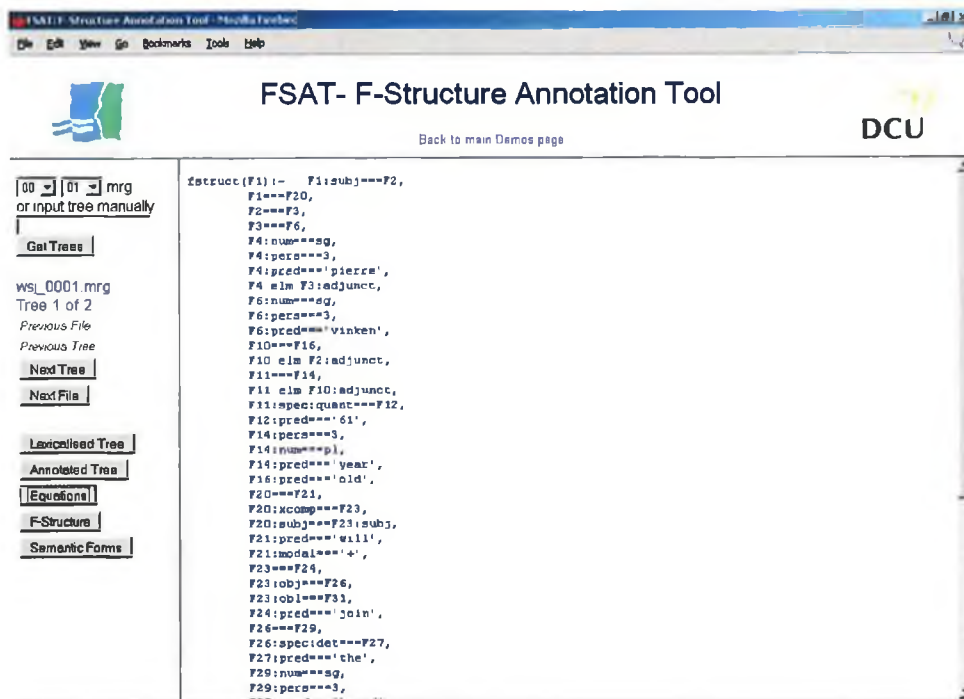 FSAT: F-Structure Annotation Tool - Mozilla Firebird
File Edit View Go Bookmarks Tools Help
FSAT- F-Structure Annotation Tool
Back to main Demos page
DCU
00 01 mrg
or input tree manually
Get Trees
wsj_0001.mrg
Tree 1 of 2
Previous File
Previous Tree
Next Tree
Next File
Lexicalised Tree
Annotated Tree
Equations
F-Structure
Semantic Forms
fstruct(F1):- F1:subj===F2,
F1===F20,
F2===F3,
F3===F6,
F4:num===sg,
F4:pers===3,
F4:pred==='pierre',
F4 elm F3:adjunct,
F6:num===sg,
F6:pers===3,
F6:pred==='vinken',
F10===F16,
F10 elm F2:adjunct,
F11===F14,
F11 elm F10:adjunct,
F11:spec:quant===F12,
F12:pred==='61',
F14:pers===3,
F14:num===pl,
F14:pred==='year',
F16:pred==='old',
F20===F21,
F20:xcomp===F23,
F20:subj===F23:subj,
F21:pred==='will',
F21:modal==='+',
F23===F24,
F23:obj===F26,
F23:obl===F31,
F24:pred==='join',
F26===F29,
F26:spec:det===F27,
F27:pred==='the',
F29:num===sg,
F29:pers===3,